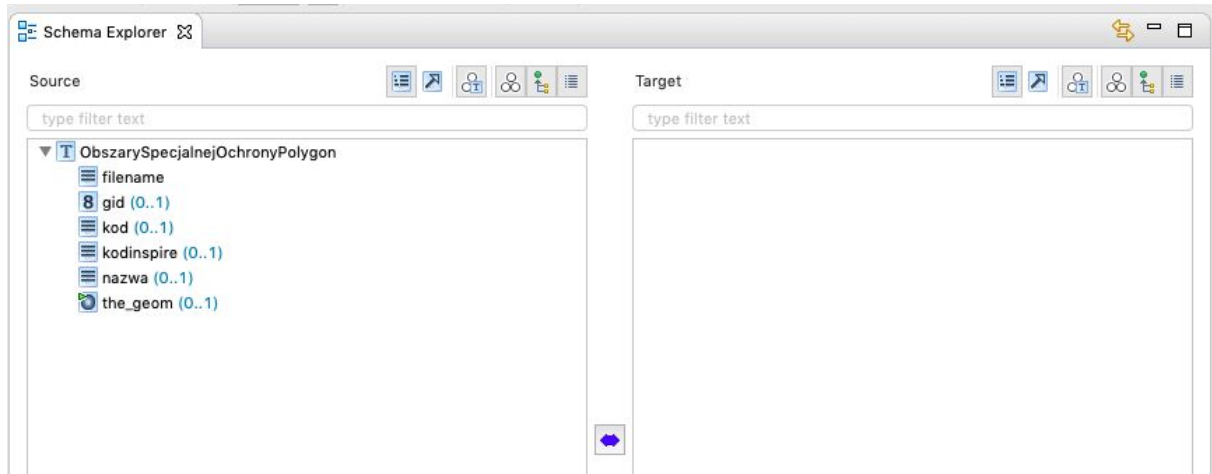 Schema Explorer
Source
Target
type filter text
type filter text
T ObszarySpecjalnejOchronyPolygon
filename
8 gid (0..1)
kod (0..1)
kodinspire (0..1)
nazwa (0..1)
the_geom (0..1)